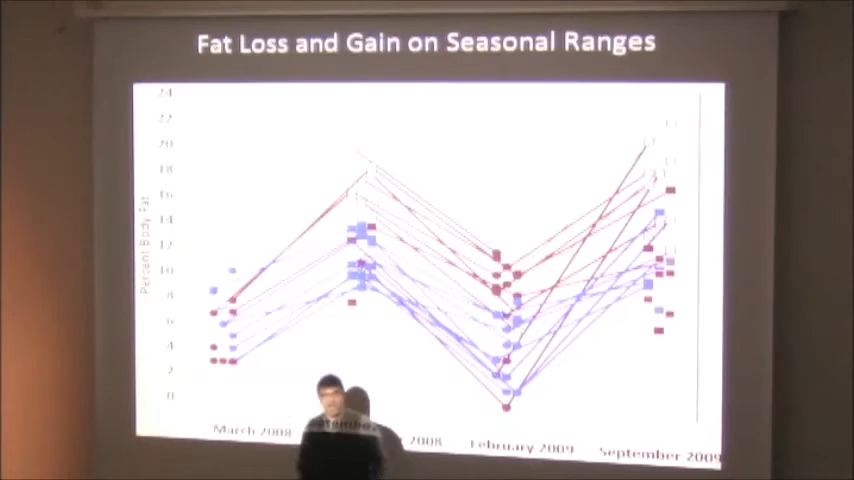 Fat Loss and Gain on Seasonal Ranges
24
22
20
18
16
14
12
10
8
6
4
2
0
Percent Body Fat
March 2008
2008
February 2009
September 2009